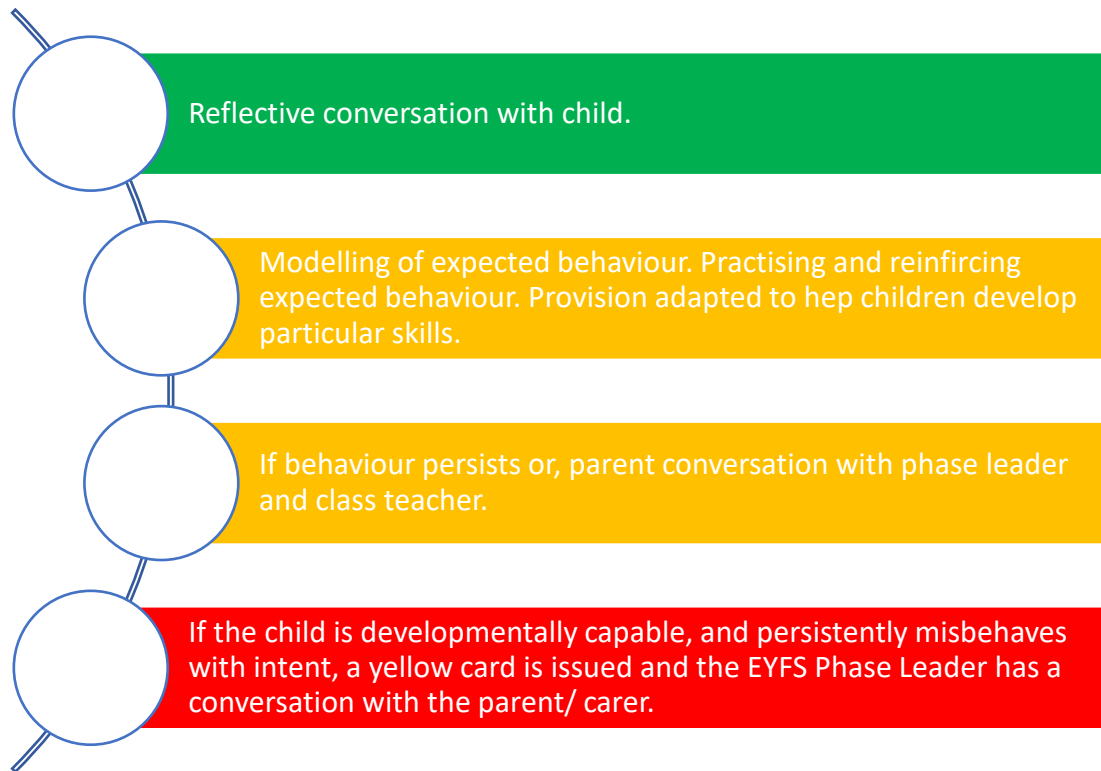 Reflective conversation with child.
Modelling of expected behaviour. Practising and reinfircing
expected behaviour. Provision adapted to hep children develop
particular skills.
If behaviour persists or, parent conversation with phase leader
and class teacher.
If the child is developmentally capable, and persistently misbehaves
with intent, a yellow card is issued and the EYFS Phase Leader has a
conversation with the parent/ carer.